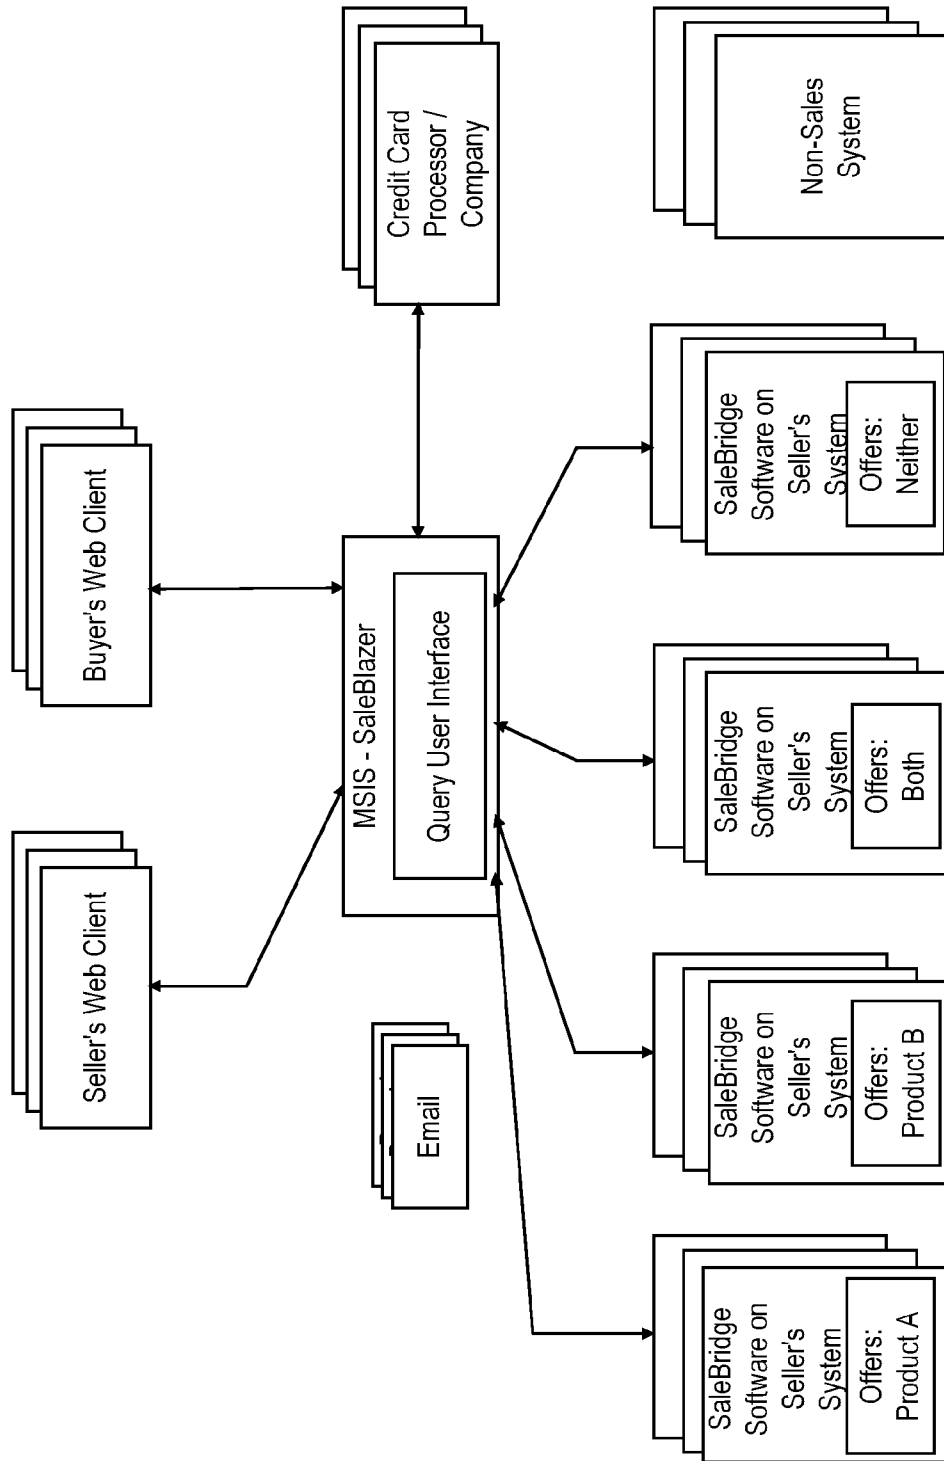 Seller's Web Client
Buyer's Web Client
Email
MSIS - SaleBlazer
Query User Interface
Credit Card
Processor /
Company
SaleBridge
Software on
Seller's
System
Offers:
Product A
SaleBridge
Software on
Seller's
System
Offers:
Product B
SaleBridge
Software on
Seller's
System
Offers:
Both
SaleBridge
Software on
Seller's
System
Offers:
Neither
Non-Sales
System